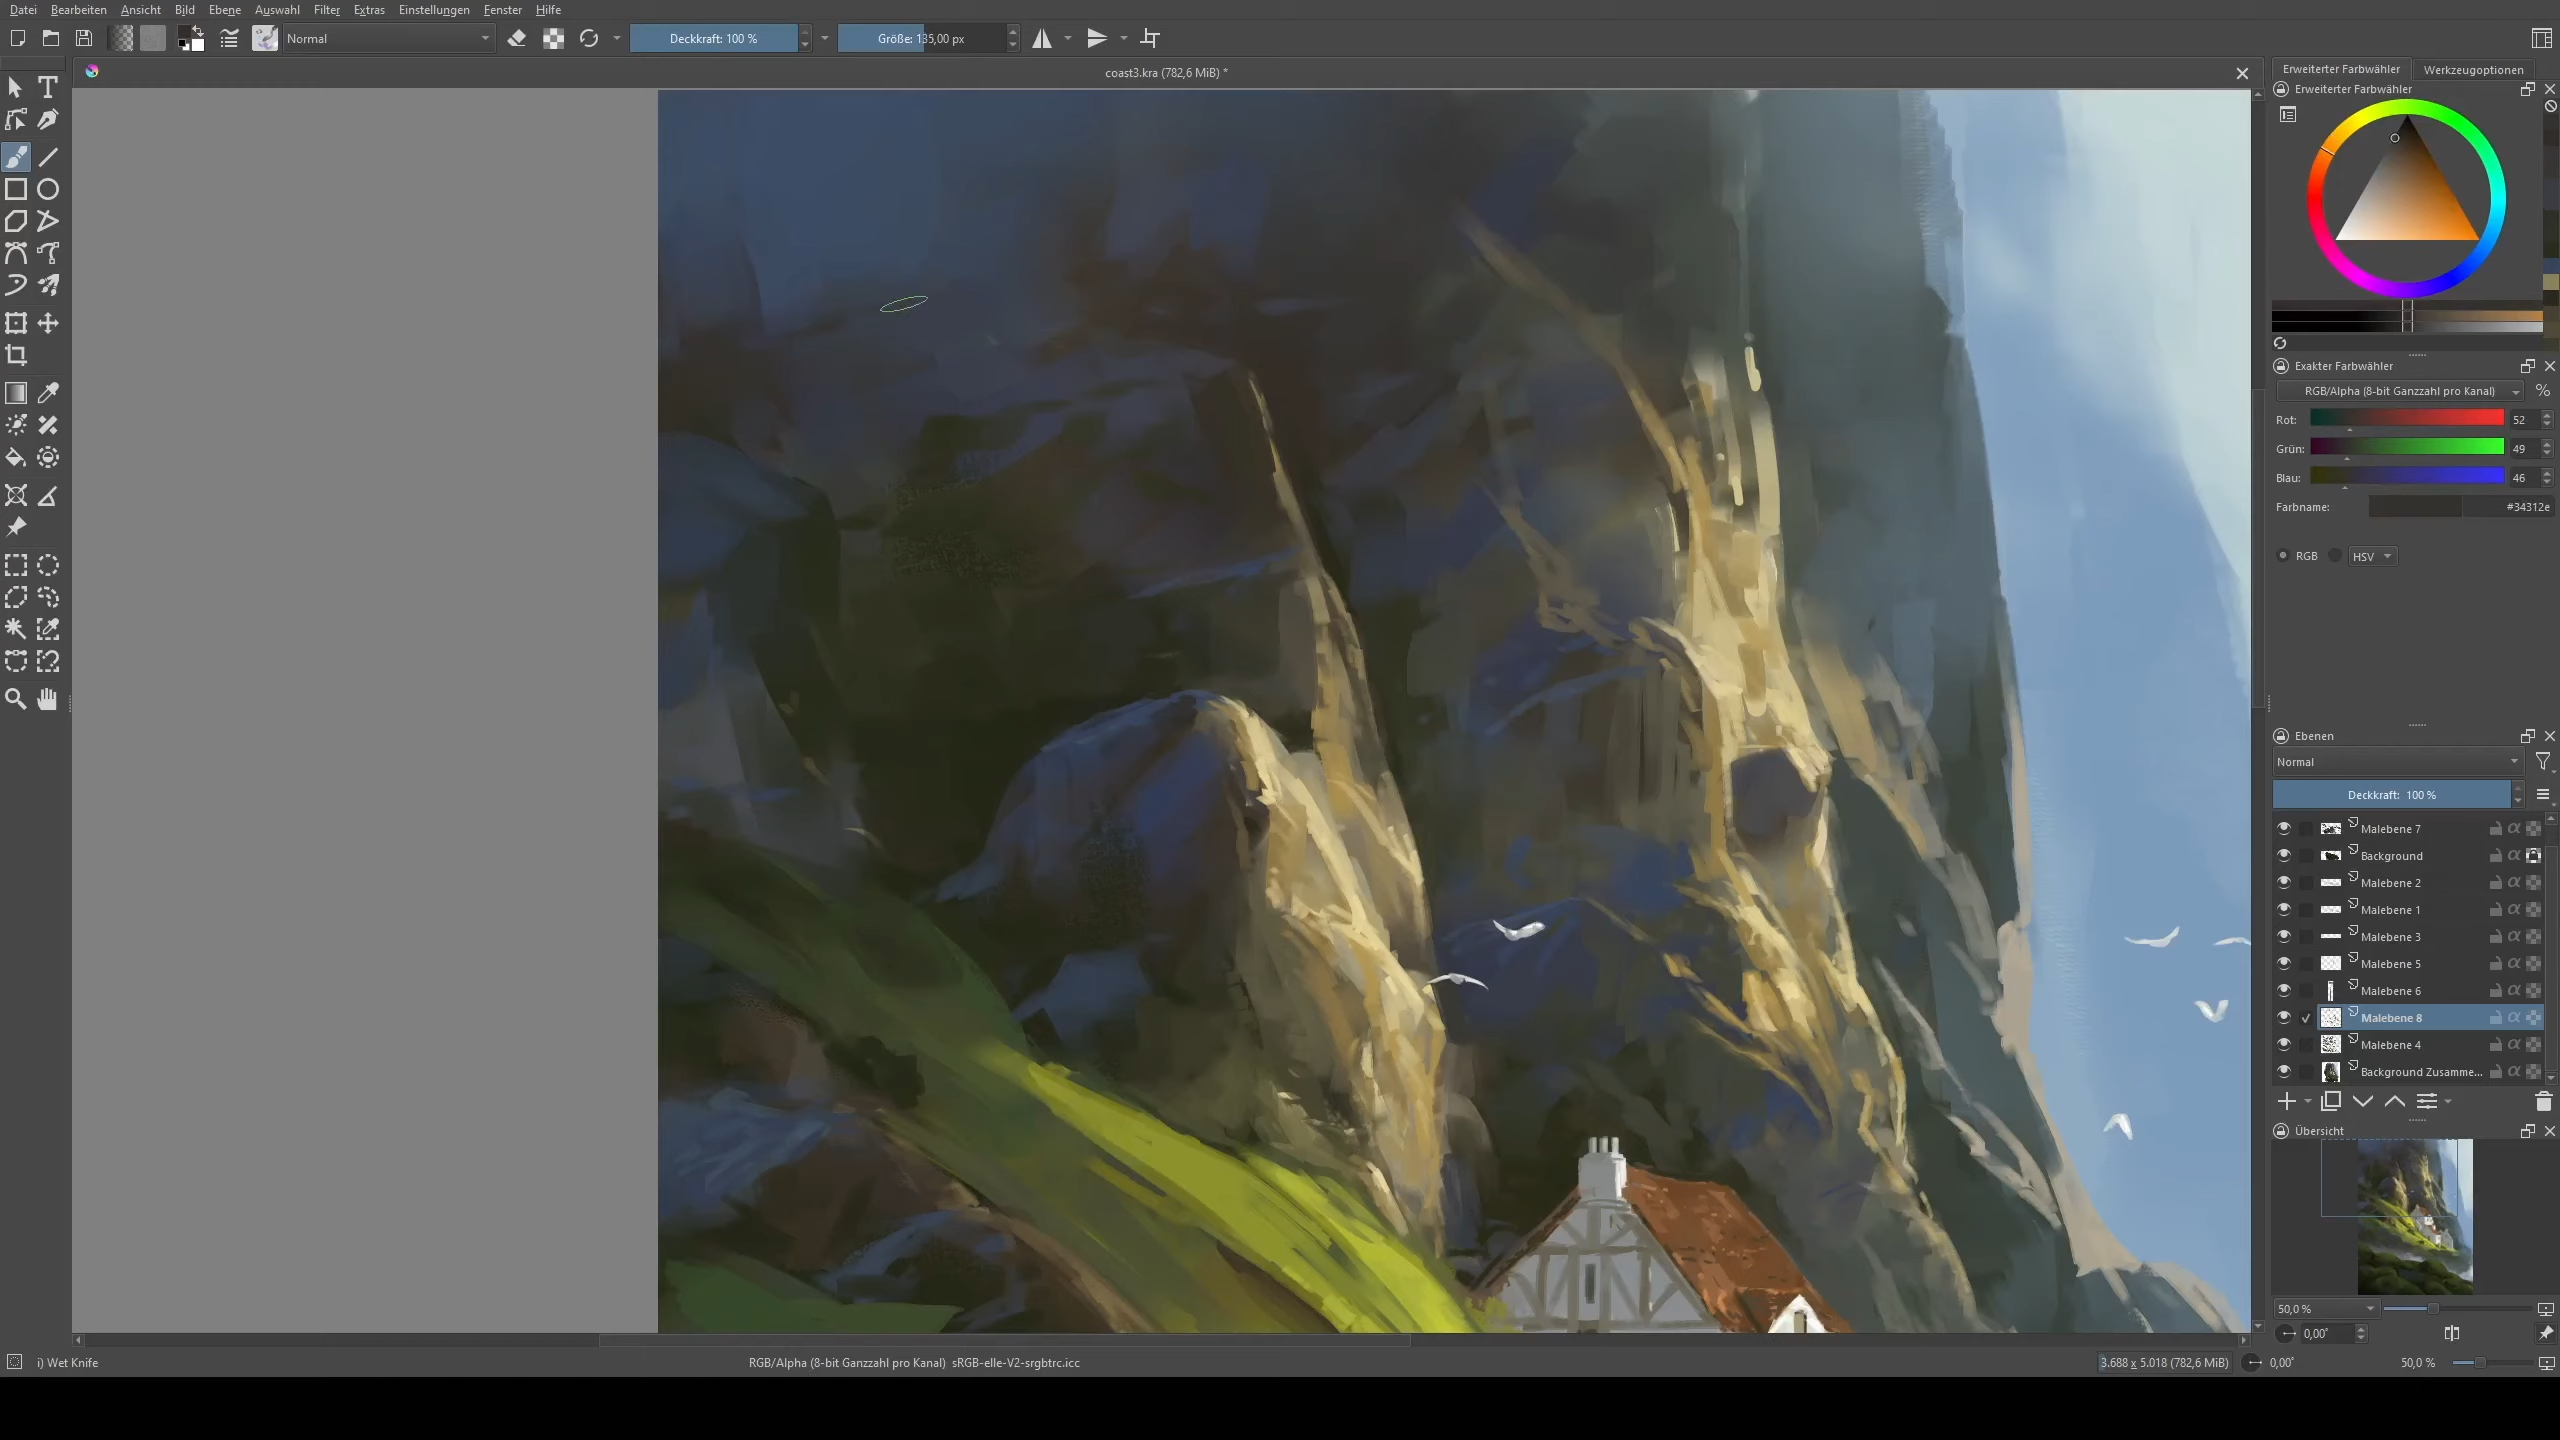 Datei Bearbeiten Ansicht Bild Ebene Auswahl Filter Extras Einstellungen Fenster Hilfe
Normal Deckkraft: 100 % Größe: 135,00 px
coast3.kra (782,6 MiB) *
Erweiterter Farbwähler Werkzeugoptionen
Erweiterter Farbwähler
Exakter Farbwähler
RGB/Alpha (8-bit Ganzzahl pro Kanal) %
Rot: 52
Grün: 49
Blau: 46
Farbname: #34312e
RGB HSV
Ebenen
Normal
Deckkraft: 100 %
Malebene 7
Background
Malebene 2
Malebene 1
Malebene 3
Malebene 5
Malebene 6
Malebene 8
Malebene 4
Background Zusamme...
Übersicht
50,0 %
0,00°
i) Wet Knife RGB/Alpha (8-bit Ganzzahl pro Kanal) sRGB-elle-V2-srgbtrc.icc 3.688 x 5.018 (782,6 MiB) 0,00° 50,0 %